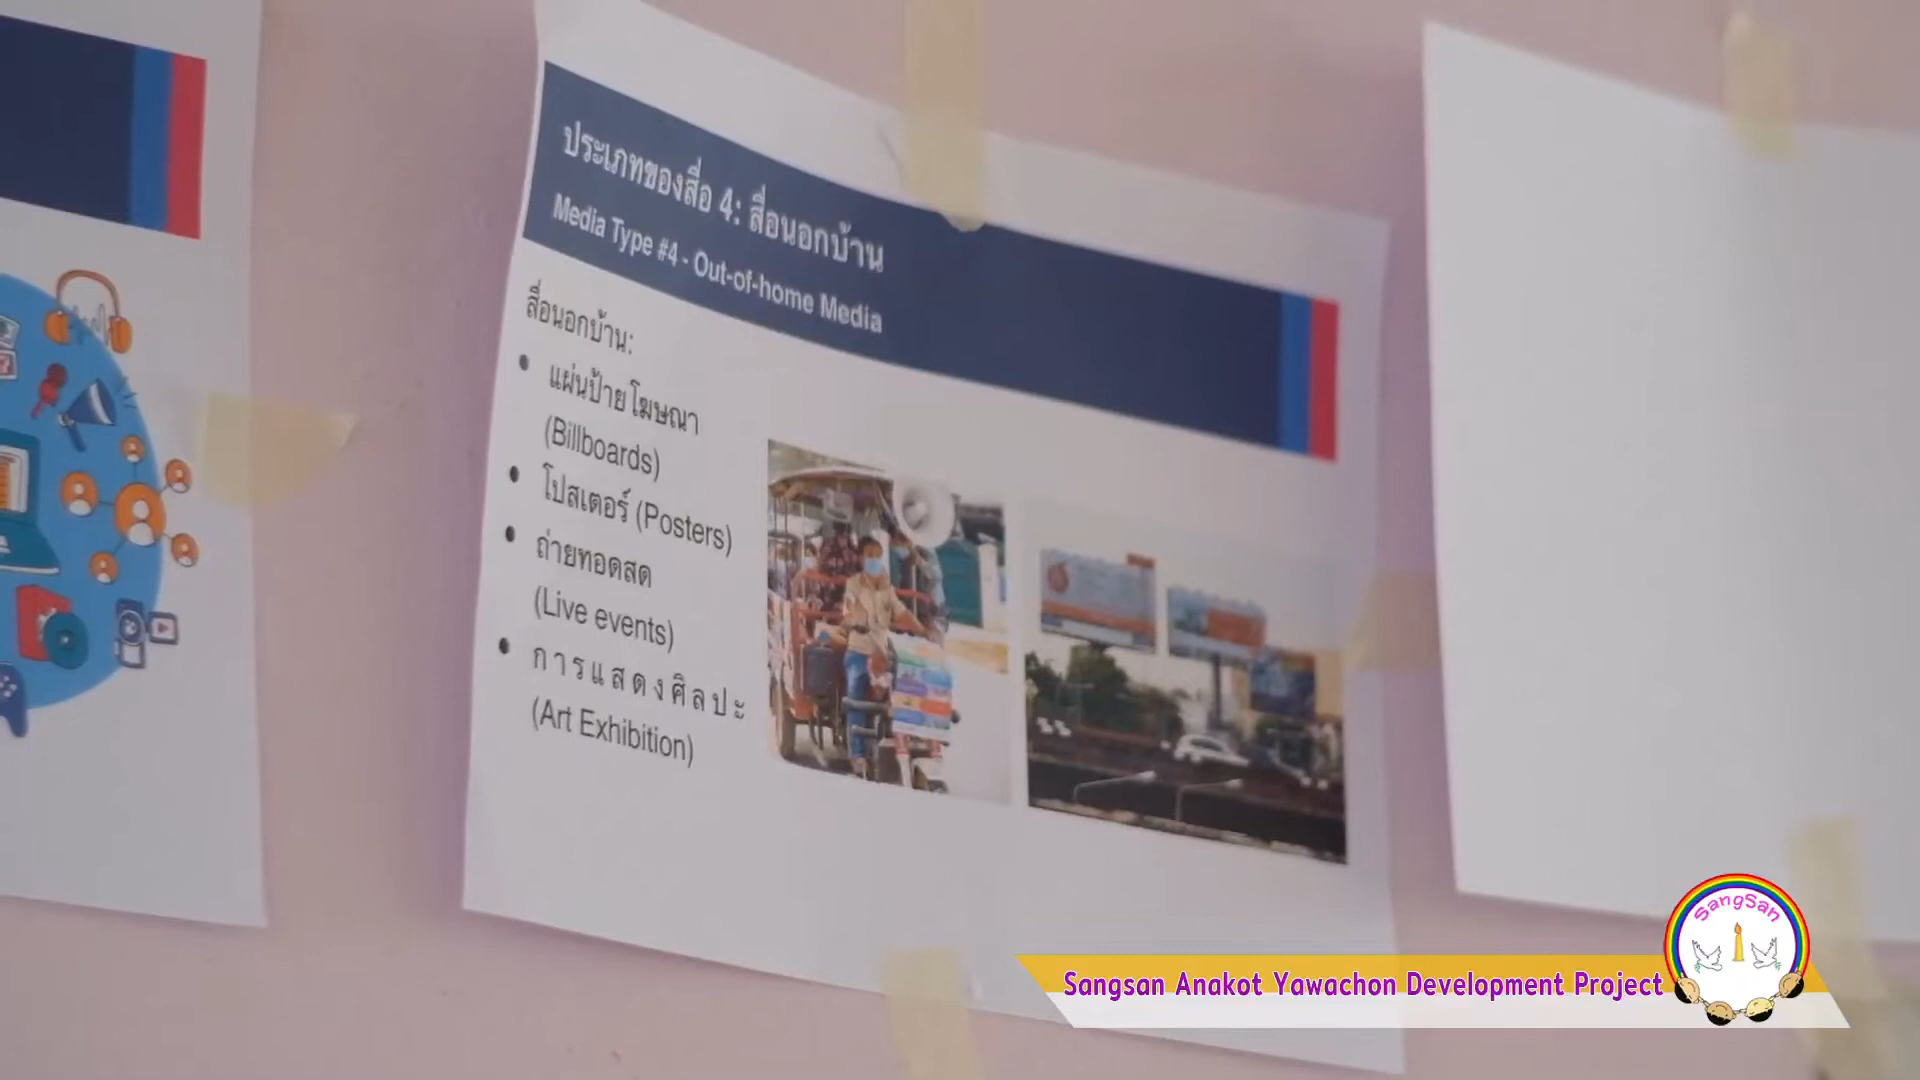 ประเภทของสื่อ 4: สื่อนอกบ้าน
Media Type #4 - Out-of-home Media
สื่อนอกบ้าน:
• แผ่นป้ายโฆษณา
(Billboards)
• โปสเตอร์ (Posters)
• ถ่ายทอดสด
(Live events)
• การแสดงศิลปะ
(Art Exhibition)
SangSan
Sangsan Anakot Yawachon Development Project